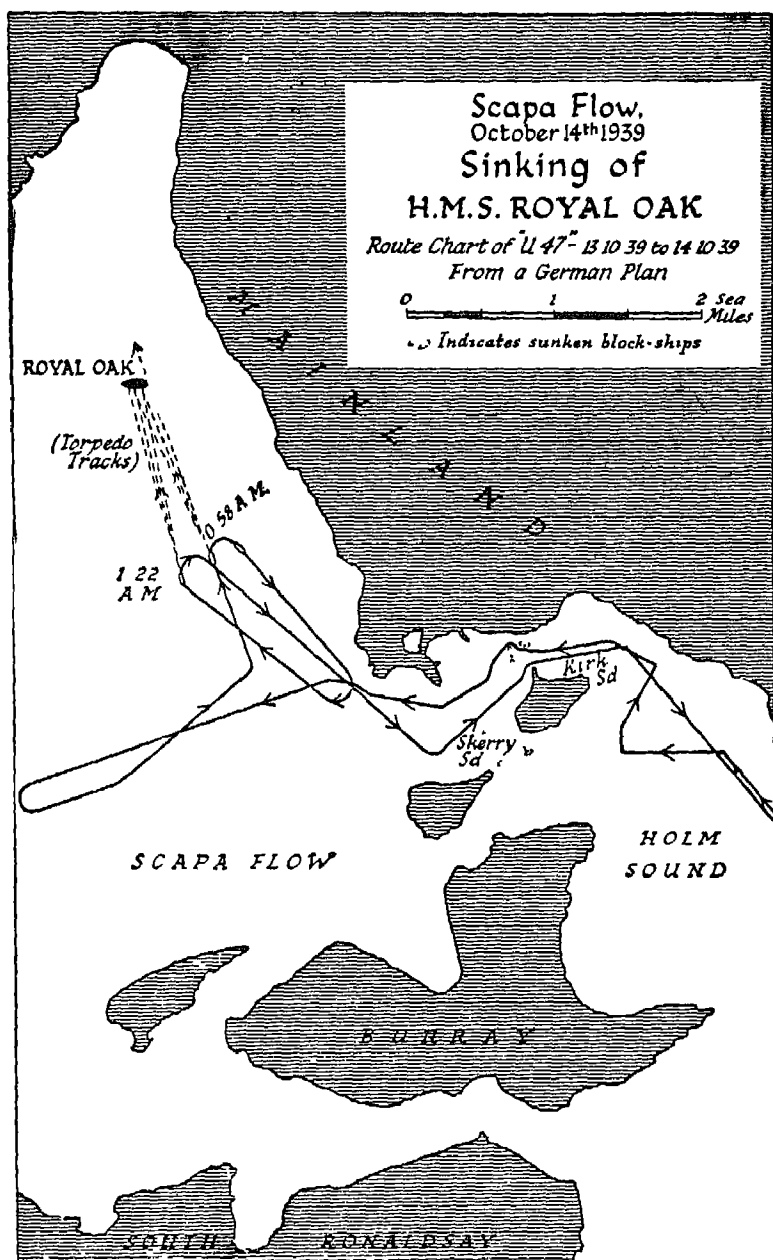 Scapa Flow,
October 14th 1939
Sinking of
H.M.S. ROYAL OAK
Route Chart of "U 47" - 13 10 39 to 14 10 39
From a German Plan
0 1 2 Sea
Miles
Indicates sunken block-ships
MAINLAND
ROYAL OAK
(Torpedo
Tracks)
0 58 A.M.
1 22
A M
Kirk
Sd
Skerry
Sd
SCAPA FLOW
HOLM
SOUND
BURRAY
SOUTH RONALDSAY